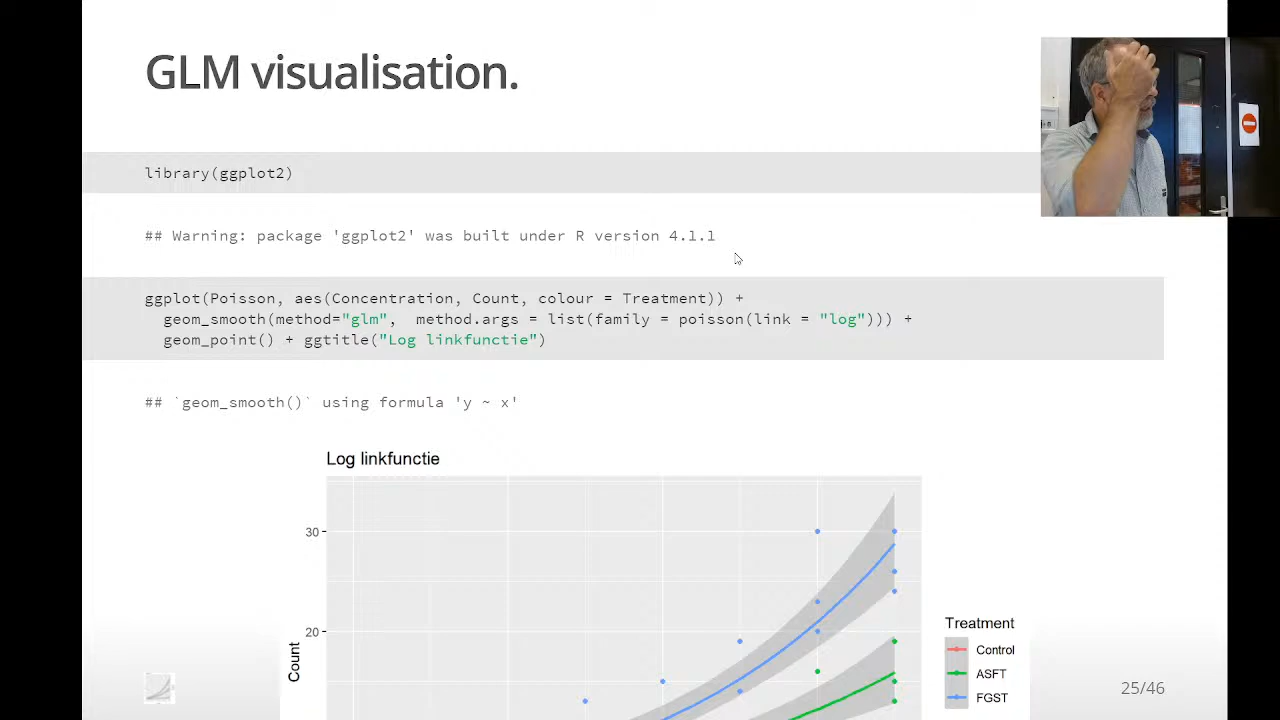 GLM visualisation.
library(ggplot2)
## Warning: package 'ggplot2' was built under R version 4.1.1
ggplot(Poisson, aes(Concentration, Count, colour = Treatment)) +
geom_smooth(method="glm",  method.args = list(family = poisson(link = "log"))) +
geom_point() + ggtitle("Log linkfunctie")
## `geom_smooth()` using formula 'y ~ x'
Log linkfunctie
30
20
Count
Treatment
Control
ASFT
FGST
25/46